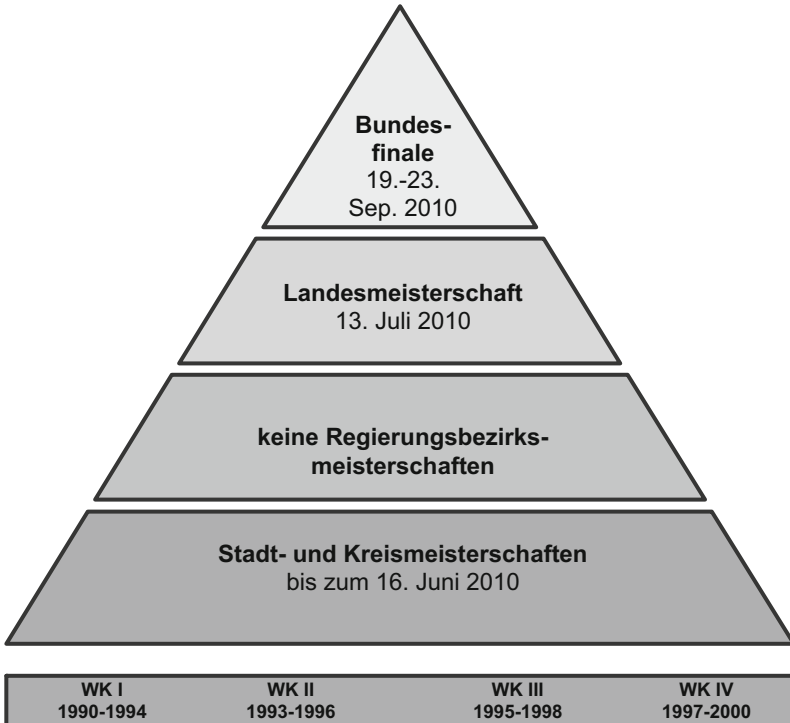 Bundes-
finale
19.-23.
Sep. 2010
Landesmeisterschaft
13. Juli 2010
keine Regierungsbezirks-
meisterschaften
Stadt- und Kreismeisterschaften
bis zum 16. Juni 2010
WK I WK II WK III WK IV
1990-1994 1993-1996 1995-1998 1997-2000